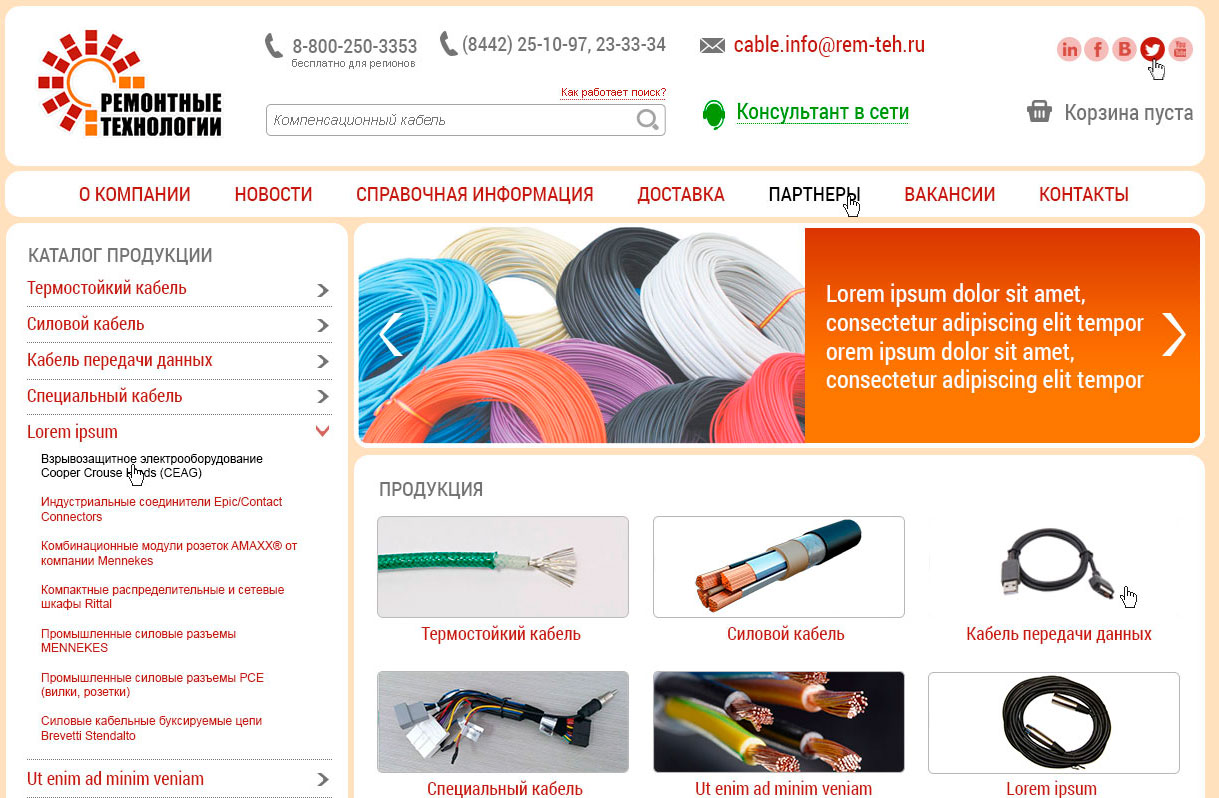 РЕМОНТНЫЕ
ТЕХНОЛОГИИ
8-800-250-3353
бесплатно для регионов
(8442) 25-10-97, 23-33-34
cable.info@rem-teh.ru
in f B You Tube
Как работает поиск?
Компенсационный кабель
Консультант в сети
Корзина пуста
О КОМПАНИИ НОВОСТИ СПРАВОЧНАЯ ИНФОРМАЦИЯ ДОСТАВКА ПАРТНЕРЫ ВАКАНСИИ КОНТАКТЫ
КАТАЛОГ ПРОДУКЦИИ
Термостойкий кабель
Силовой кабель
Кабель передачи данных
Специальный кабель
Lorem ipsum
Взрывозащитное электрооборудование
Cooper Crouse (CEAG)
Индустриальные соединители Epic/Contact
Connectors
Комбинационные модули розеток AMAXX® от
компании Mennekes
Компактные распределительные и сетевые
шкафы Rittal
Промышленные силовые разъемы
MENNEKES
Промышленные силовые разъемы PCE
(вилки, розетки)
Силовые кабельные буксируемые цепи
Brevetti Stendalto
Ut enim ad minim veniam
Lorem ipsum dolor sit amet,
consectetur adipiscing elit tempor
orem ipsum dolor sit amet,
consectetur adipiscing elit tempor
ПРОДУКЦИЯ
Термостойкий кабель
Силовой кабель
Кабель передачи данных
Специальный кабель
Ut enim ad minim veniam
Lorem ipsum